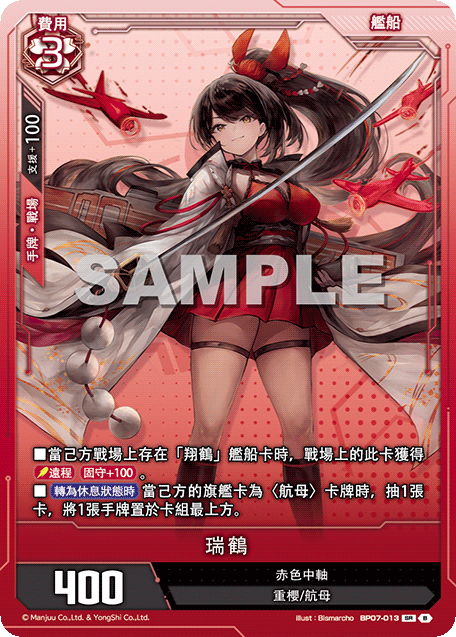 費用
3
艦船
支援+100
手牌・戰場
SAMPLE
■當己方戰場上存在「翔鶴」艦船卡時，戰場上的此卡獲得
遠程 固守+100。
■轉為休息狀態時 當己方的旗艦卡為〈航母〉卡牌時，抽1張
卡，將1張手牌置於卡組最上方。
瑞鶴
400
赤色中軸
重櫻/航母
© Manjuu Co.,Ltd. & YongShi Co.,Ltd.
illust : Bismarcho BP07-013 SR B